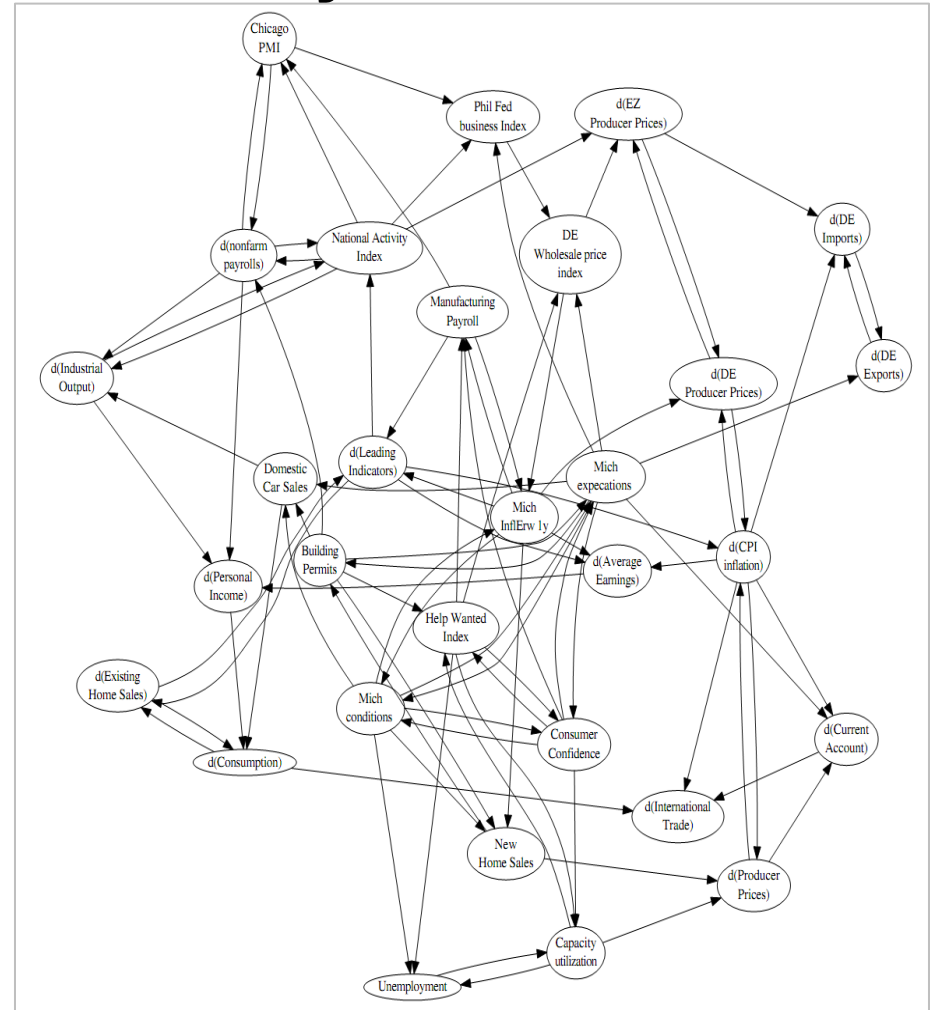 Chicago
PMI
Phil Fed
business Index
d(EZ
Producer Prices)
d(DE
Imports)
d(nonfarm
payrolls)
National Activity
Index
DE
Wholesale price
index
Manufacturing
Payroll
d(Industrial
Output)
d(DE
Producer Prices)
d(DE
Exports)
d(Leading
Indicators)
Domestic
Car Sales
Mich
expecations
Mich
InflErw 1y
Building
Permits
d(Average
Earnings)
d(CPI
inflation)
d(Personal
Income)
Help Wanted
Index
d(Existing
Home Sales)
Mich
conditions
Consumer
Confidence
d(Current
Account)
d(Consumption)
d(International
Trade)
New
Home Sales
d(Producer
Prices)
Capacity
utilization
Unemployment